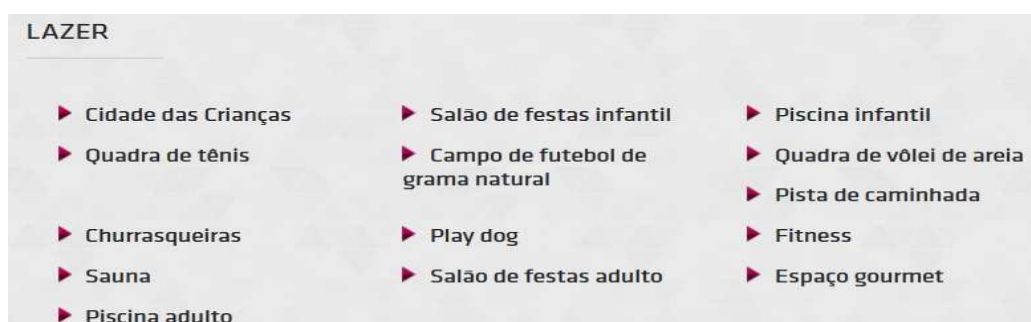 LAZER
Cidade das Crianças
Salão de festas infantil
Piscina infantil
Quadra de tênis
Campo de futebol de
grama natural
Quadra de vôlei de areia
Pista de caminhada
Churrasqueiras
Play dog
Fitness
Sauna
Salão de festas adulto
Espaço gourmet
Piscina adulto